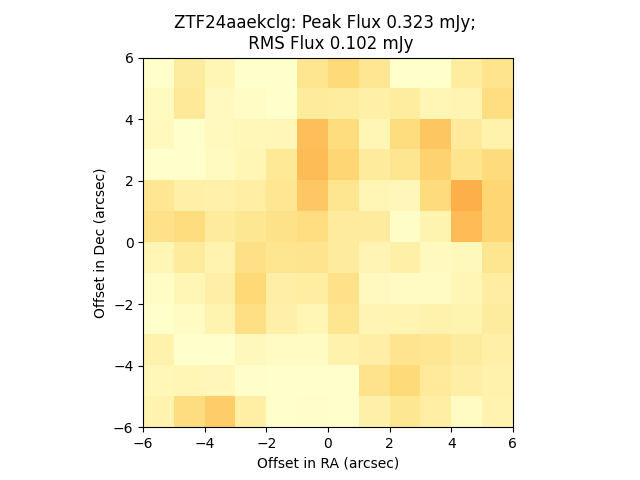 ZTF24aaekclg: Peak Flux 0.323 mJy;
RMS Flux 0.102 mJy
6
4
2
0
−2
−4
−6
Offset in Dec (arcsec)
−6 −4 −2 0 2 4 6
Offset in RA (arcsec)